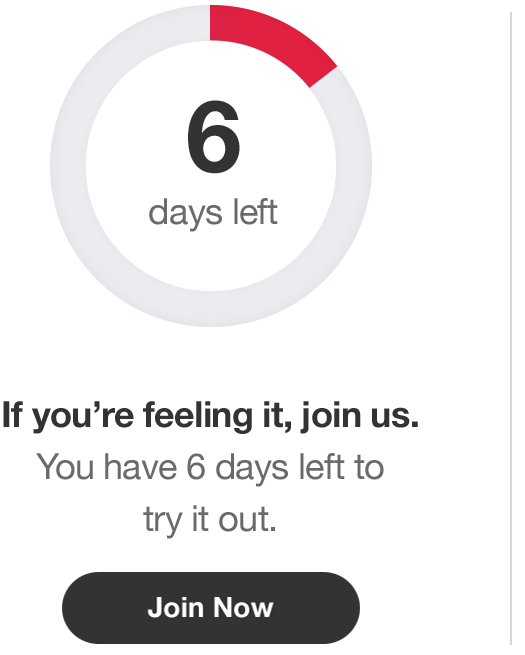 6
days left
If you’re feeling it, join us.
You have 6 days left to
try it out.
Join Now